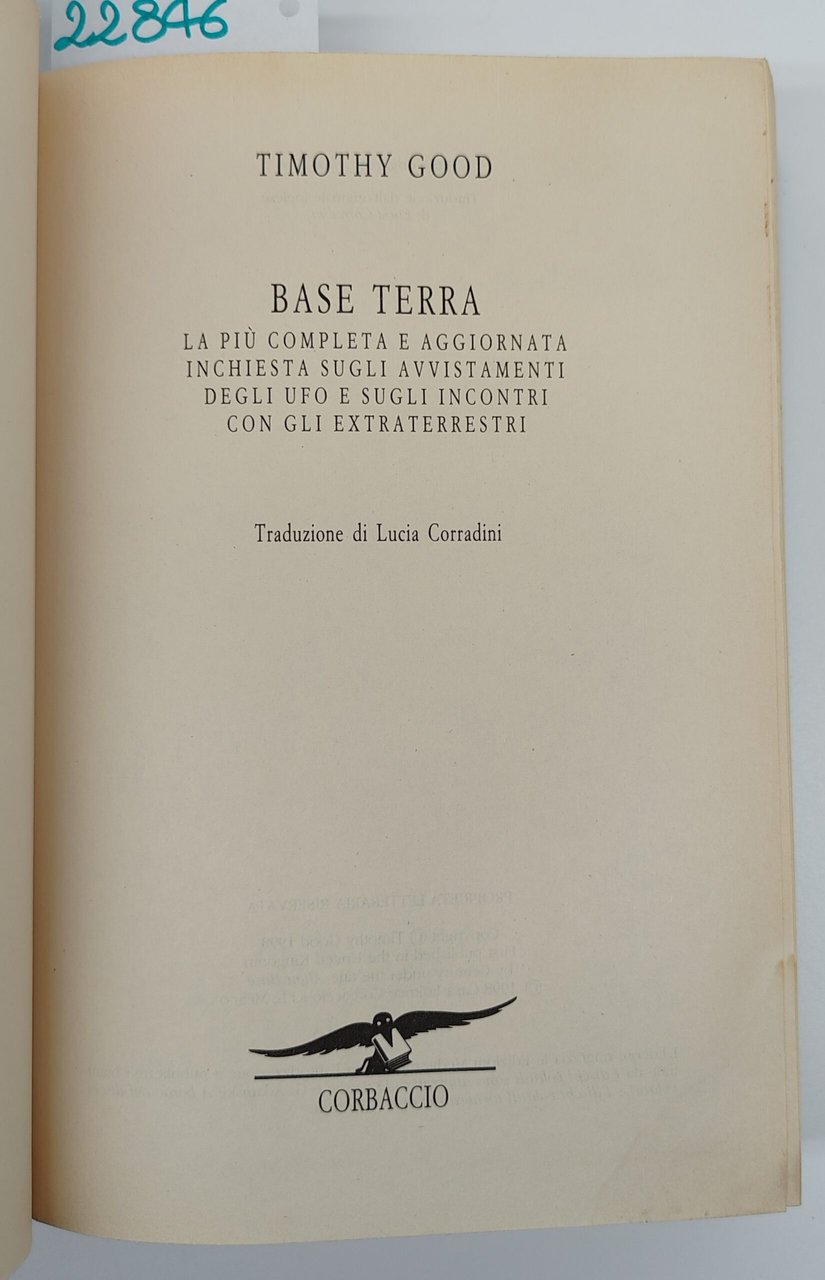 22846
TIMOTHY GOOD
BASE TERRA
LA PIÙ COMPLETA E AGGIORNATA
INCHIESTA SUGLI AVVISTAMENTI
DEGLI UFO E SUGLI INCONTRI
CON GLI EXTRATERRESTRI
Traduzione di Lucia Corradini
CORBACCIO